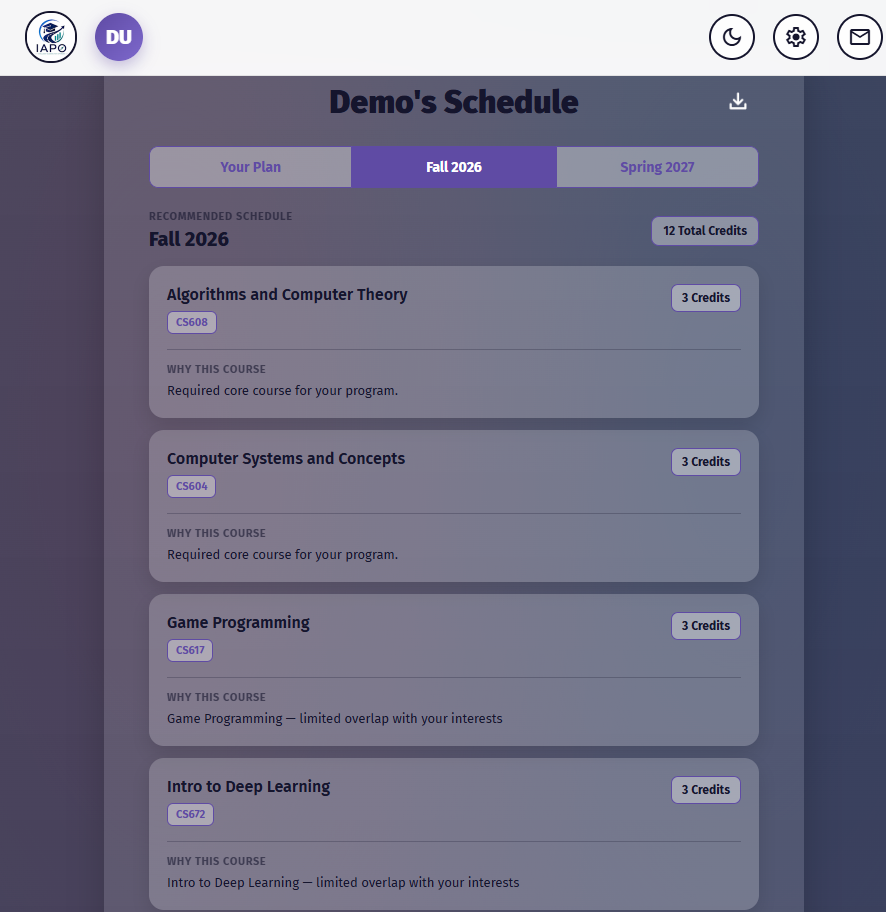 IAPO
DU
Demo's Schedule
Your Plan
Fall 2026
Spring 2027
RECOMMENDED SCHEDULE
Fall 2026
12 Total Credits
Algorithms and Computer Theory
3 Credits
CS608
WHY THIS COURSE
Required core course for your program.
Computer Systems and Concepts
3 Credits
CS604
WHY THIS COURSE
Required core course for your program.
Game Programming
3 Credits
CS617
WHY THIS COURSE
Game Programming — limited overlap with your interests
Intro to Deep Learning
3 Credits
CS672
WHY THIS COURSE
Intro to Deep Learning — limited overlap with your interests